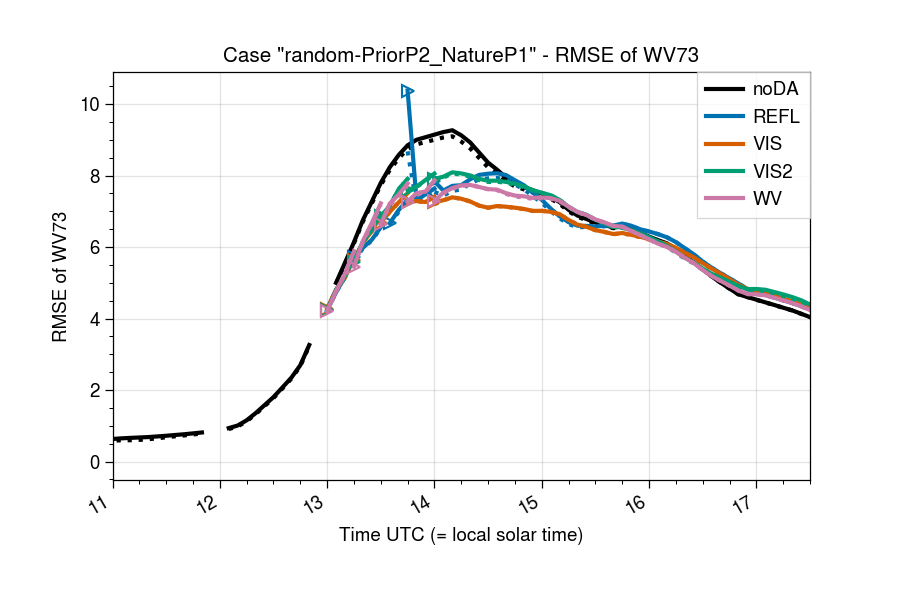 Case "random-PriorP2_NatureP1" - RMSE of WV73
noDA
REFL
VIS
VIS2
WV
RMSE of WV73
10
8
6
4
2
0
11
12
13
14
15
16
17
Time UTC (= local solar time)